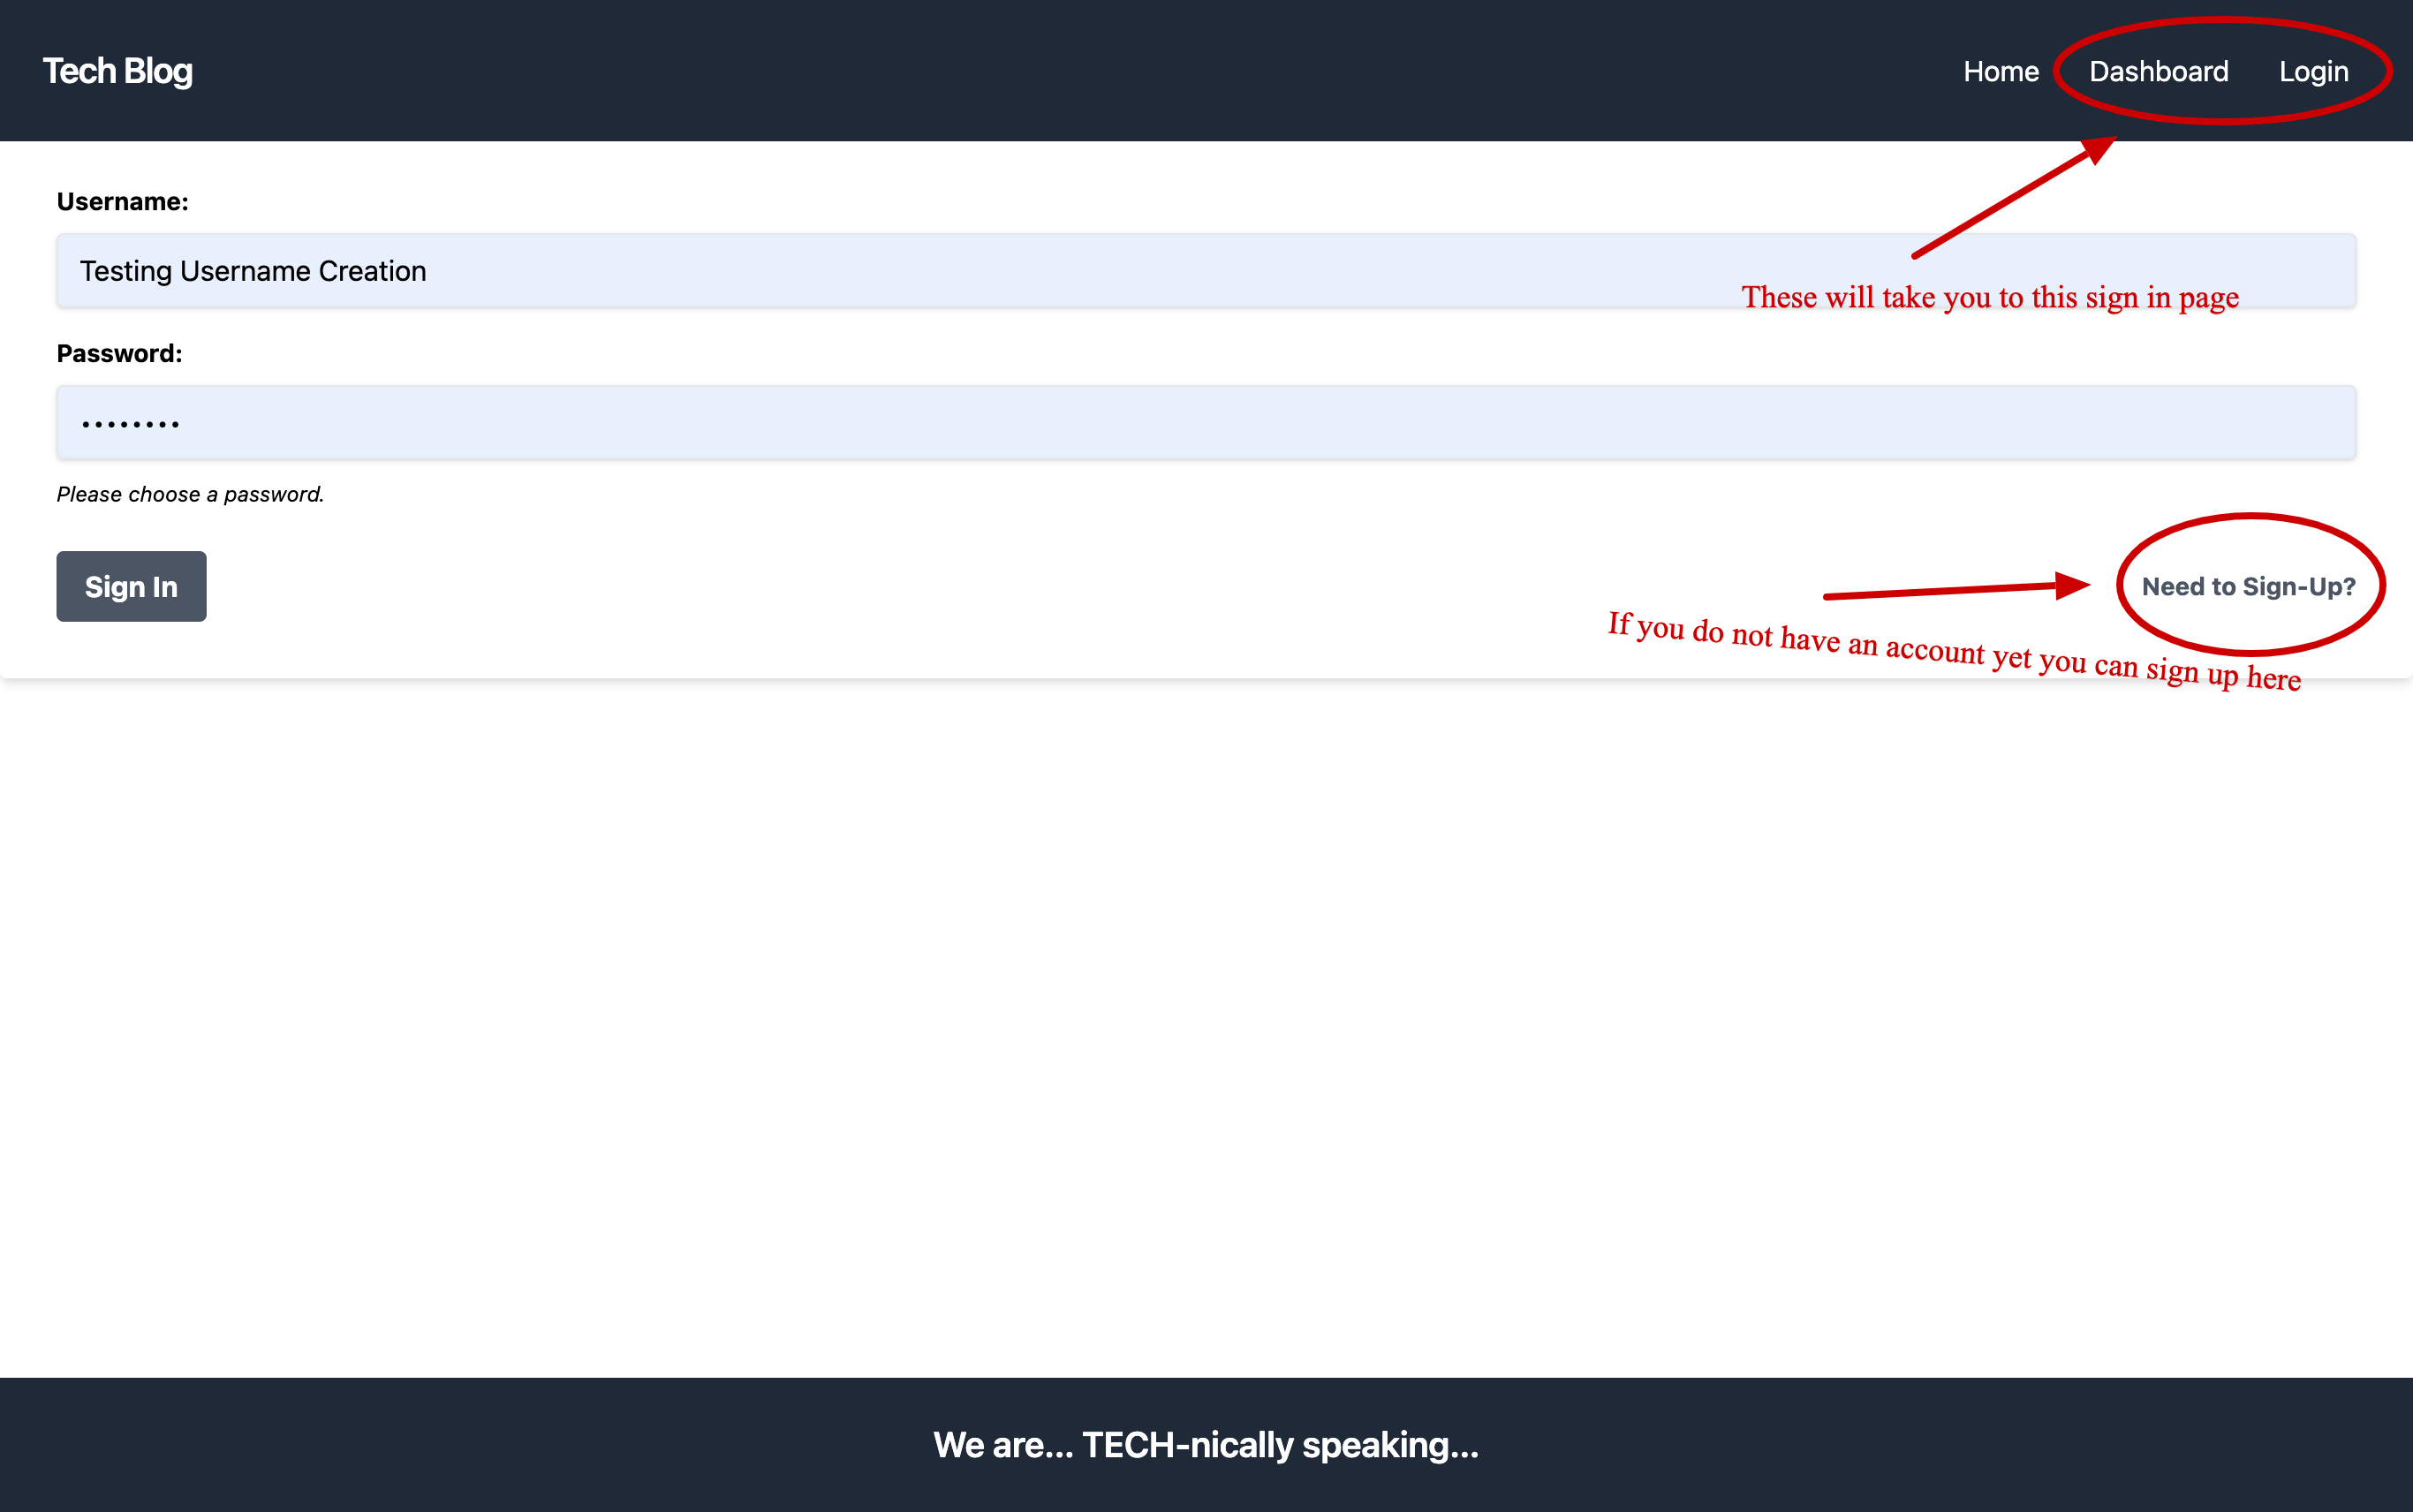 Tech Blog
Home Dashboard Login
Username:
Testing Username Creation
These will take you to this sign in page
Password:
••••••••
Please choose a password.
Sign In
Need to Sign-Up?
If you do not have an account yet you can sign up here
We are... TECH-nically speaking...